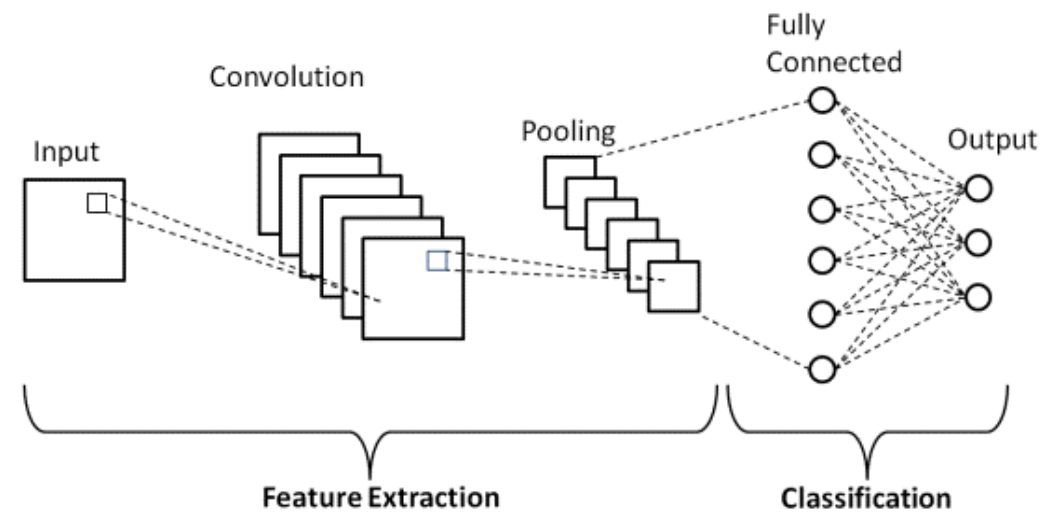 Input
Convolution
Pooling
Fully
Connected
Output
Feature Extraction
Classification